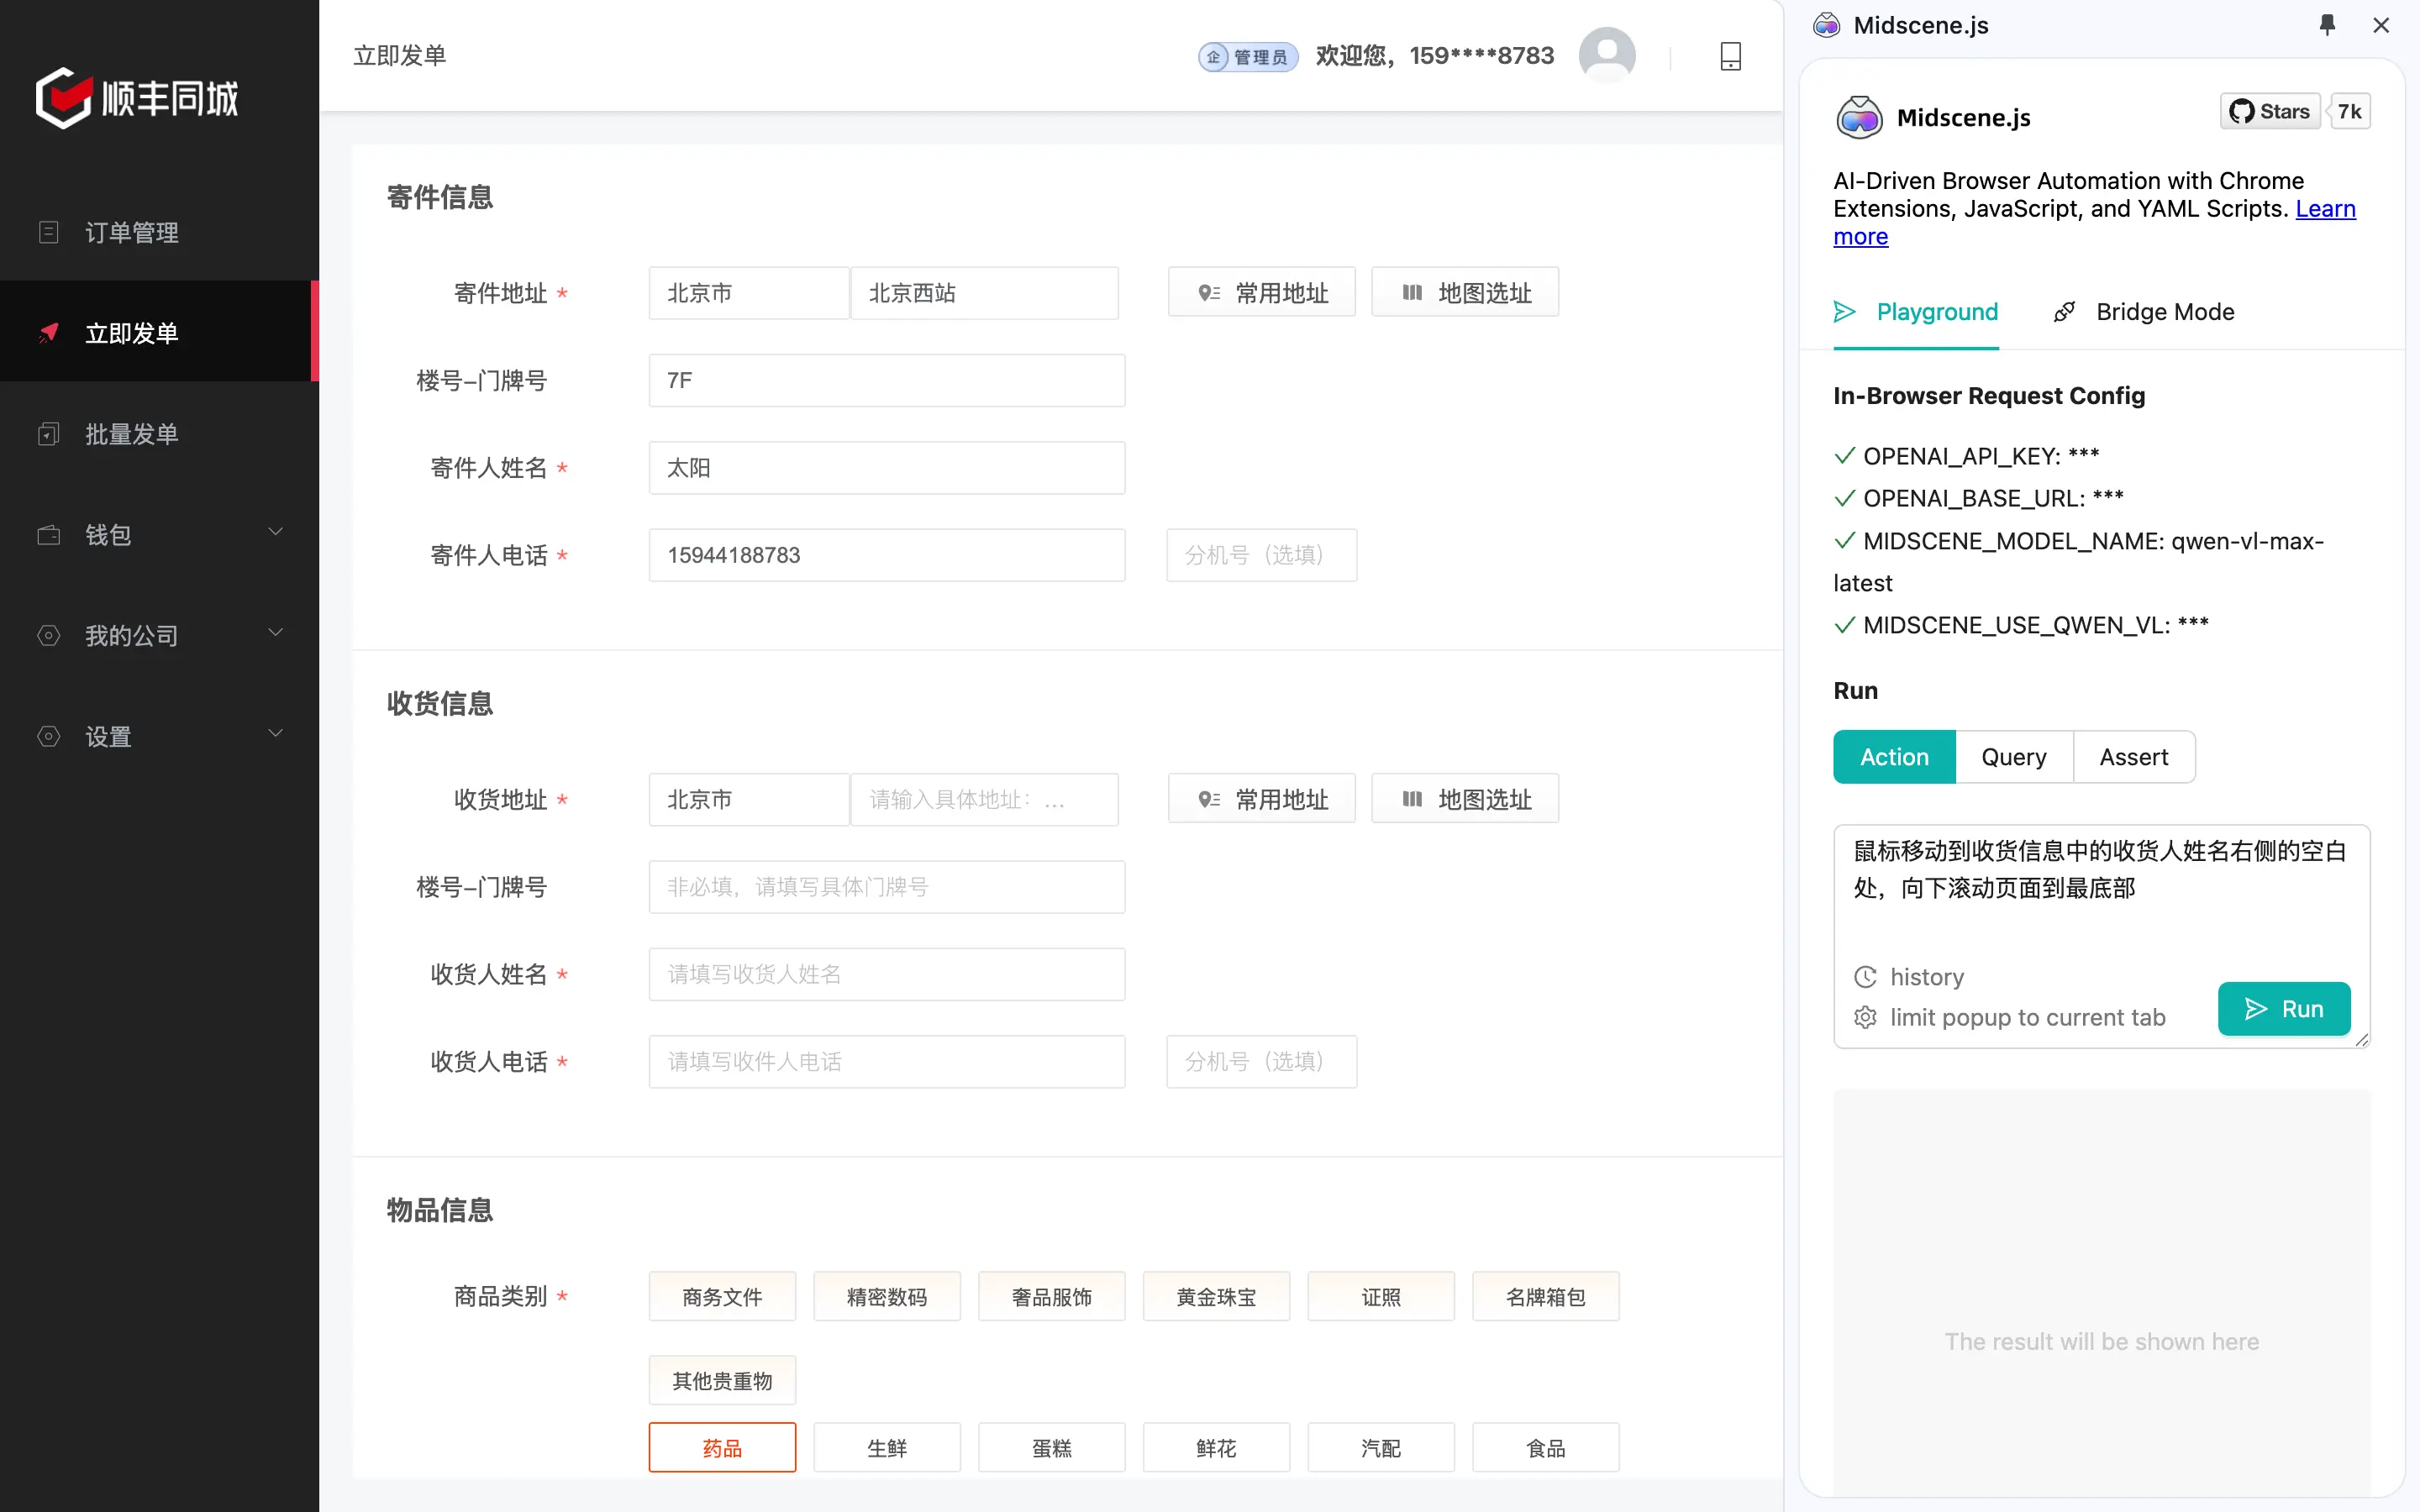 顺丰同城
订单管理
立即发单
批量发单
钱包
我的公司
设置
立即发单
企 管理员 欢迎您，159****8783
寄件信息
寄件地址 * 北京市 北京西站 常用地址 地图选址
楼号-门牌号 7F
寄件人姓名 * 太阳
寄件人电话 * 15944188783 分机号（选填）
收货信息
收货地址 * 北京市 请输入具体地址：... 常用地址 地图选址
楼号-门牌号 非必填，请填写具体门牌号
收货人姓名 * 请填写收货人姓名
收货人电话 * 请填写收件人电话 分机号（选填）
物品信息
商品类别 * 商务文件 精密数码 奢品服饰 黄金珠宝 证照 名牌箱包
其他贵重物
药品 生鲜 蛋糕 鲜花 汽配 食品
Midscene.js
Midscene.js Stars 7k
AI-Driven Browser Automation with Chrome
Extensions, JavaScript, and YAML Scripts. Learn
more
Playground Bridge Mode
In-Browser Request Config
OPENAI_API_KEY: ***
OPENAI_BASE_URL: ***
MIDSCENE_MODEL_NAME: qwen-vl-max-
latest
MIDSCENE_USE_QWEN_VL: ***
Run
Action Query Assert
鼠标移动到收货信息中的收货人姓名右侧的空白
处，向下滚动页面到最底部
history
limit popup to current tab
Run
The result will be shown here